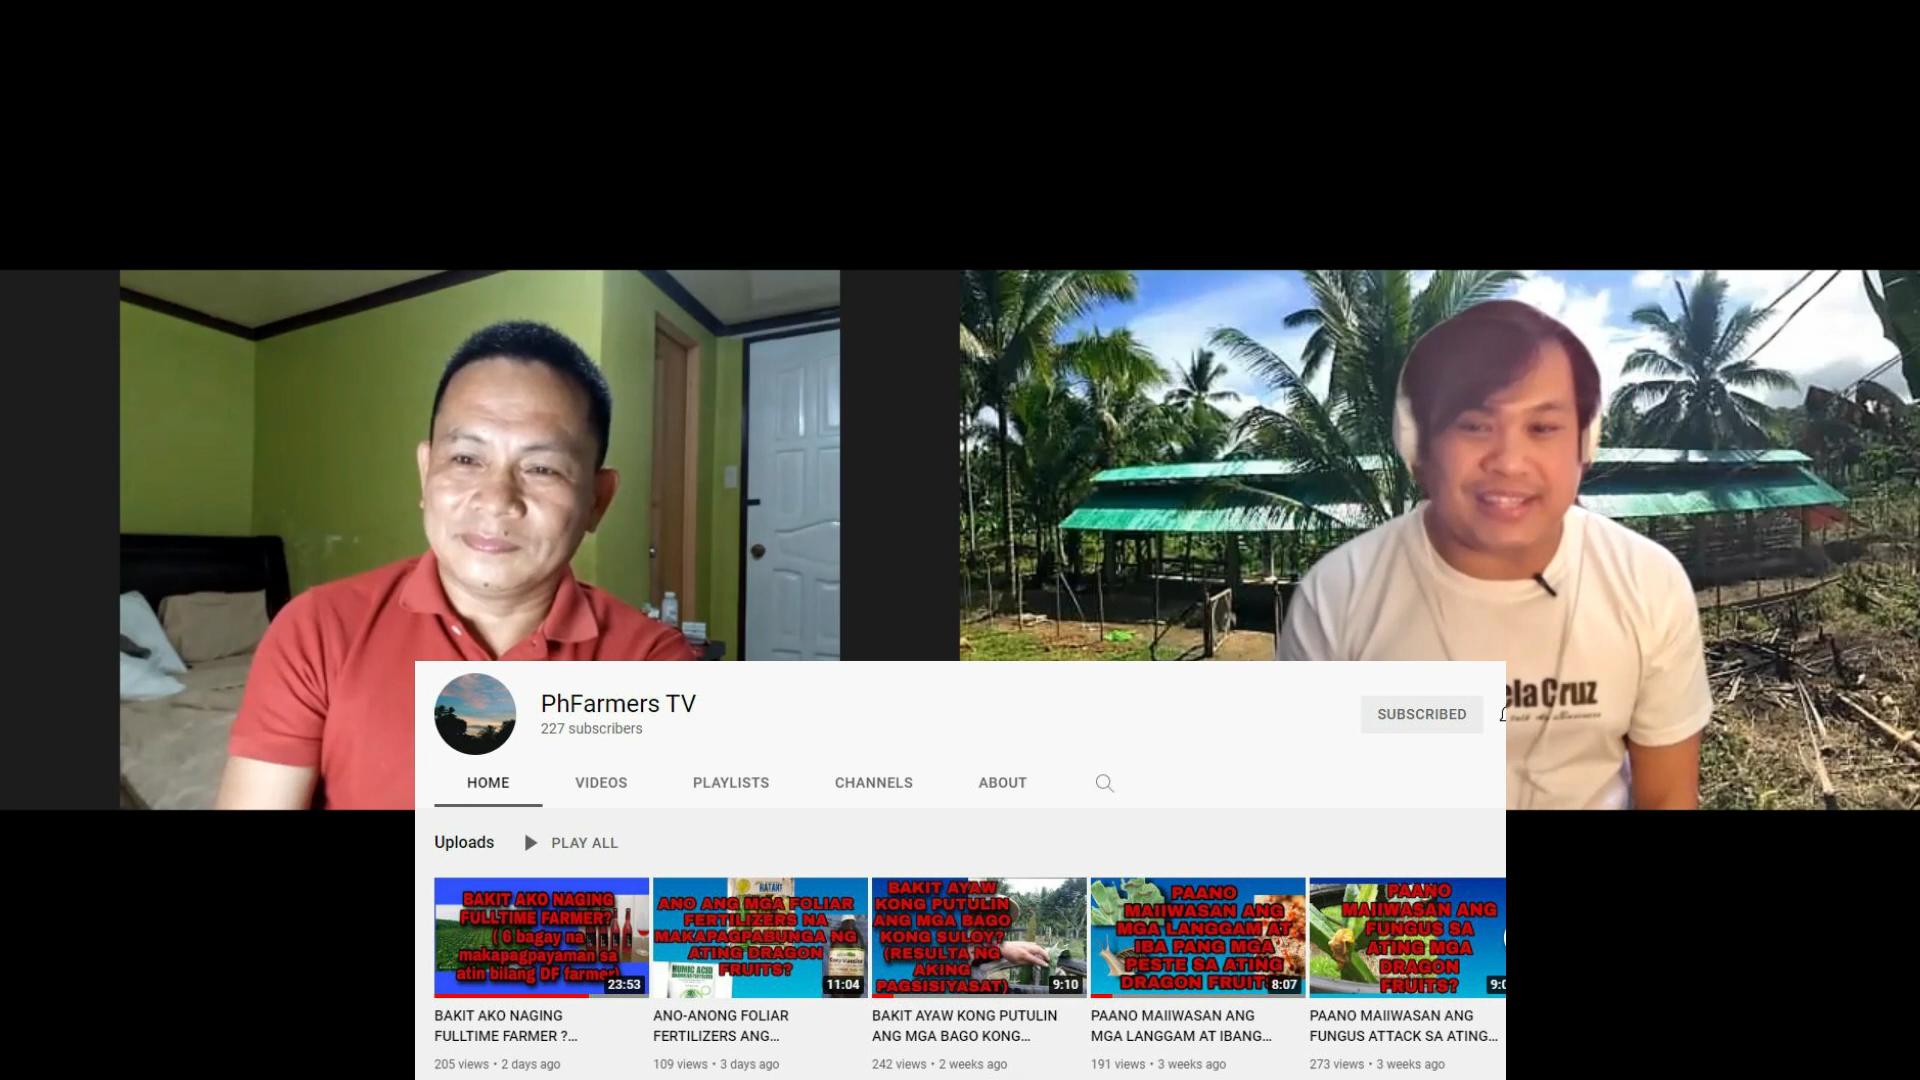 ela Cruz
PhFarmers TV
227 subscribers
SUBSCRIBED
HOME
VIDEOS
PLAYLISTS
CHANNELS
ABOUT
Uploads
PLAY ALL
BAKIT AKO NAGING
FULLTIME FARMER?
( 6 bagay na
makapagpayaman sa
atin bilang DF farmer)
23:53
BAKIT AKO NAGING
FULLTIME FARMER ?...
205 views • 2 days ago
ANO ANG MGA FOLIAR
FERTILIZERS NA
MAKAPAGPABUNGA NG
ATING DRAGON
FRUITS?
HUMIC ACID
11:04
ANO-ANONG FOLIAR
FERTILIZERS ANG...
109 views • 3 days ago
BAKIT AYAW
KONG PUTULIN
ANG MGA BAGO
KONG SULOY?
(RESULTA NG
AKING
PAGSISIYASAT)
9:10
BAKIT AYAW KONG PUTULIN
ANG MGA BAGO KONG...
242 views • 2 weeks ago
PAANO
MAIIWASAN ANG
MGA LANGGAM AT
IBA PANG MGA
PESTE SA ATING
DRAGON FRUIT
8:07
PAANO MAIIWASAN ANG
MGA LANGGAM AT IBANG...
191 views • 3 weeks ago
PAANO
MAIIWASAN ANG
FUNGUS SA
ATING MGA
DRAGON
FRUITS?
PAANO MAIIWASAN ANG
FUNGUS ATTACK SA ATING...
273 views • 3 weeks ago